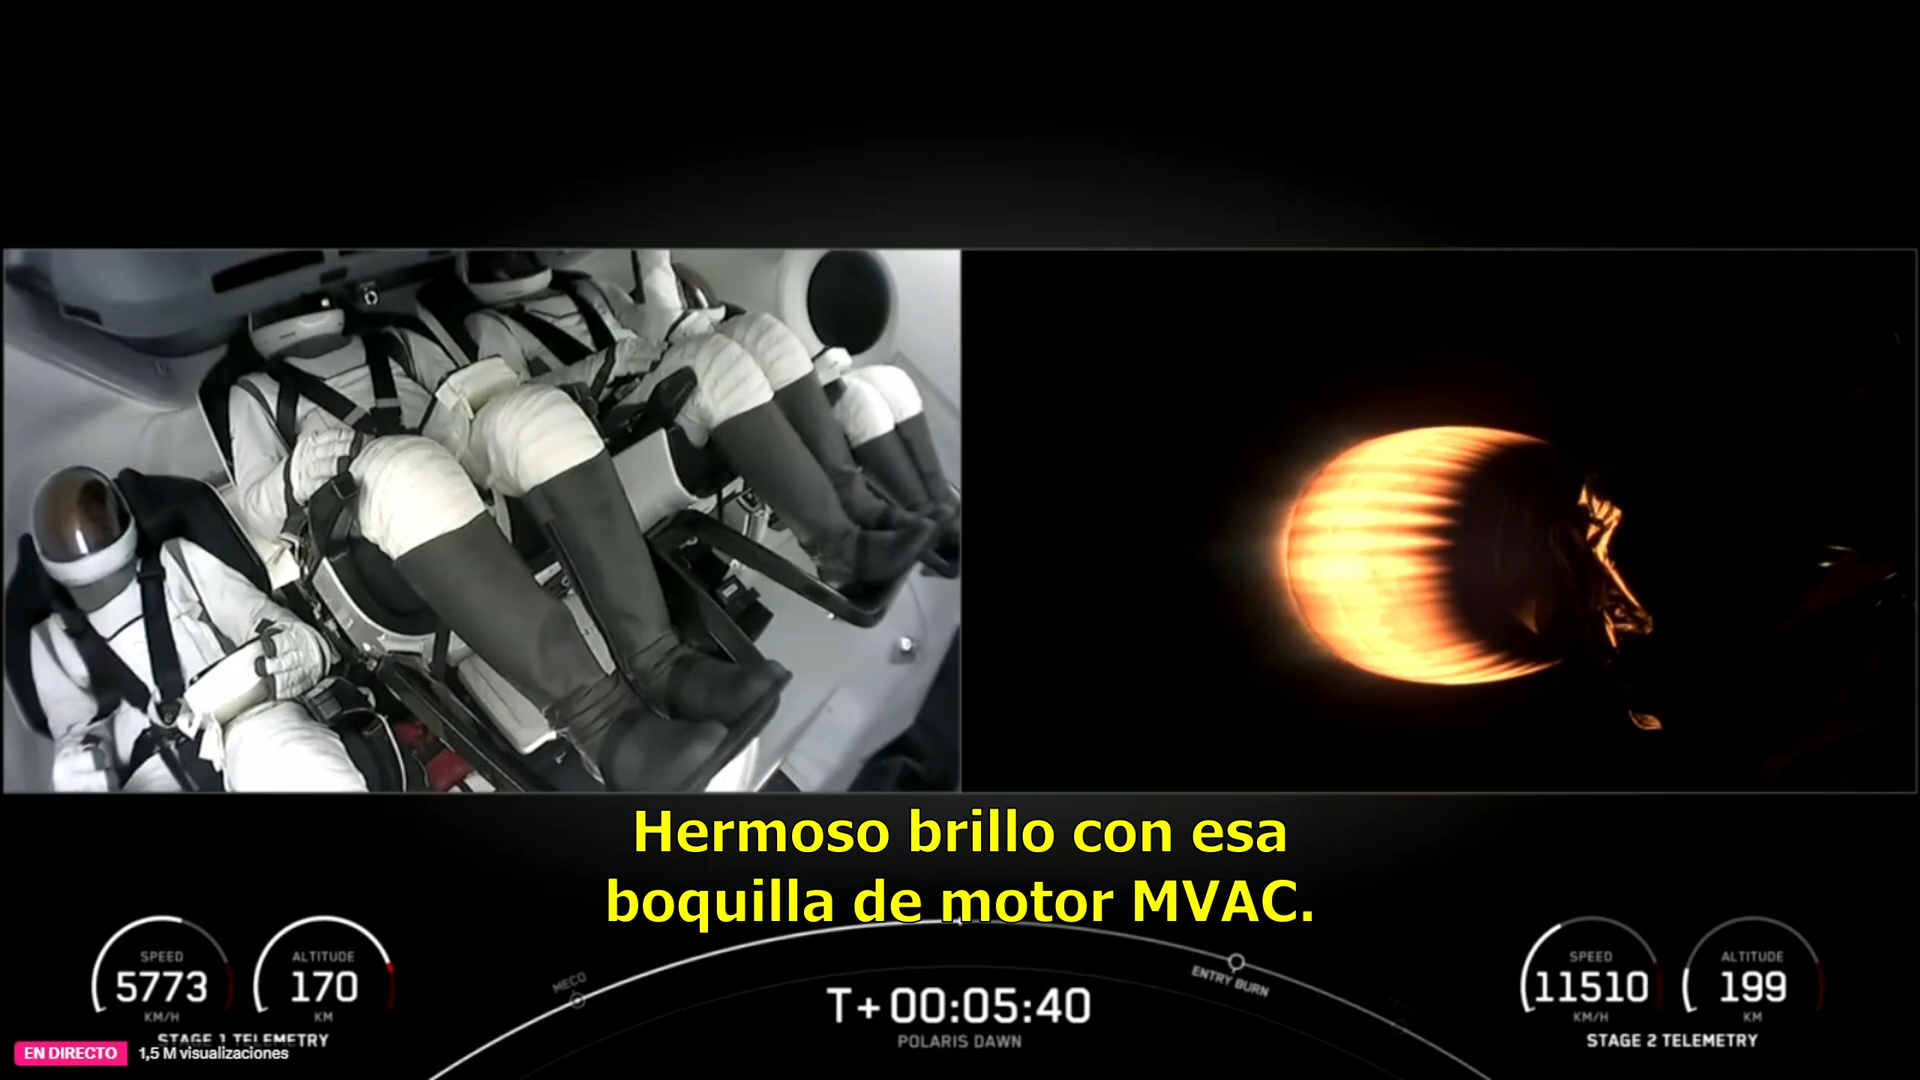 Hermoso brillo con esa
boquilla de motor MVAC.
SPEED
5773
KM/H
ALTITUDE
170
KM
STAGE 1 TELEMETRY
EN DIRECTO
1,5 M visualizaciones
MECO
T+00:05:40
POLARIS DAWN
ENTRY BURN
SPEED
11510
KM/H
ALTITUDE
199
KM
STAGE 2 TELEMETRY